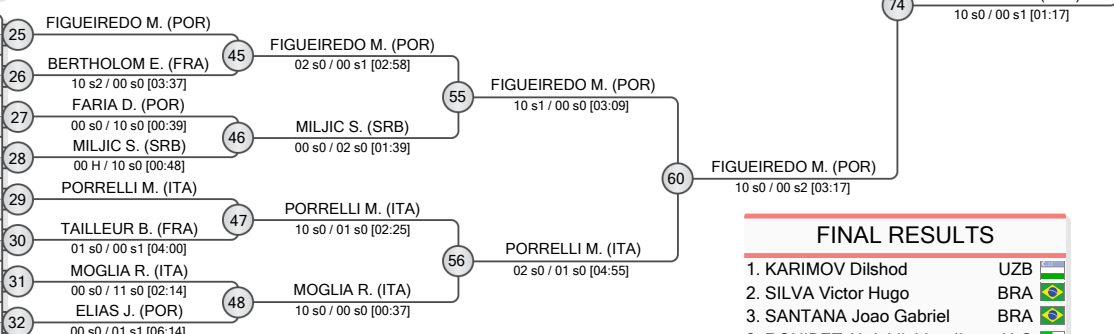 74
10 s0 / 00 s1 [01:17]
25
FIGUEIREDO M. (POR)
26
BERTHOLOM E. (FRA)
10 s2 / 00 s0 [03:37]
27
FARIA D. (POR)
00 s0 / 10 s0 [00:39]
28
MILJIC S. (SRB)
00 H / 10 s0 [00:48]
29
PORRELLI M. (ITA)
30
TAILLEUR B. (FRA)
01 s0 / 00 s1 [04:00]
31
MOGLIA R. (ITA)
00 s0 / 11 s0 [02:14]
32
ELIAS J. (POR)
00 s0 / 01 s1 [06:14]
45
FIGUEIREDO M. (POR)
02 s0 / 00 s1 [02:58]
46
MILJIC S. (SRB)
00 s0 / 02 s0 [01:39]
47
PORRELLI M. (ITA)
10 s0 / 01 s0 [02:25]
48
MOGLIA R. (ITA)
10 s0 / 00 s0 [00:37]
55
FIGUEIREDO M. (POR)
10 s1 / 00 s0 [03:09]
56
PORRELLI M. (ITA)
02 s0 / 01 s0 [04:55]
60
FIGUEIREDO M. (POR)
10 s0 / 00 s2 [03:17]
FINAL RESULTS
1. KARIMOV Dilshod UZB
2. SILVA Victor Hugo BRA
3. SANTANA Joao Gabriel BRA